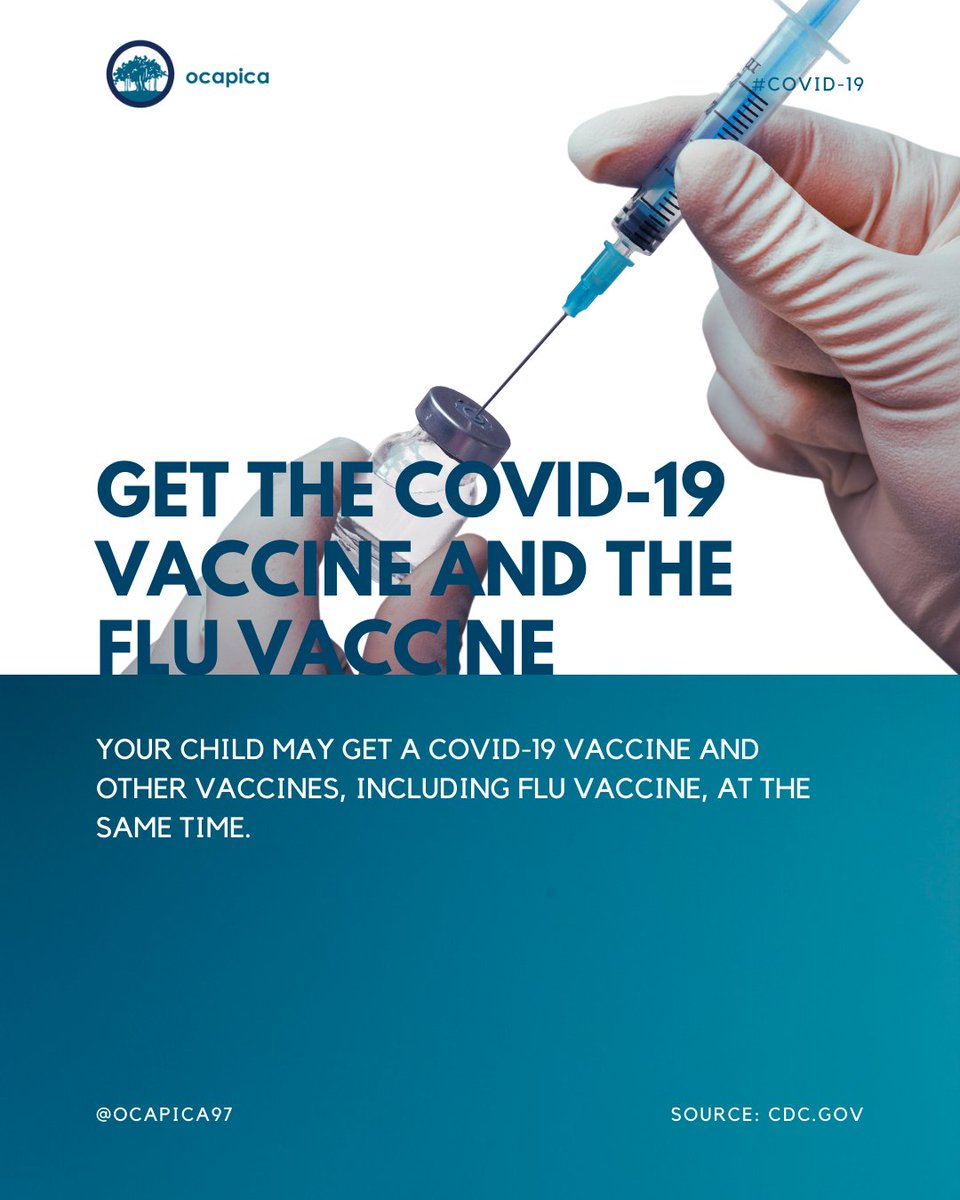 ocapica
#COVID-19
GET THE COVID-19
VACCINE AND THE
FLU VACCINE
YOUR CHILD MAY GET A COVID-19 VACCINE AND
OTHER VACCINES, INCLUDING FLU VACCINE, AT THE
SAME TIME.
@OCAPICA97
SOURCE: CDC.GOV